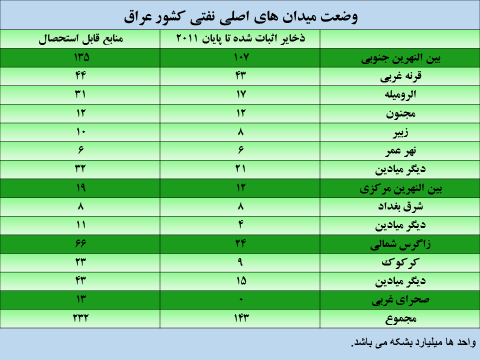 وضعیت میدان های اصلی نفتی کشور عراق
ذخایر اثبات شده تا پایان ۲۰۱۱ منابع قابل استحصال
بین النهرین جنوبی ۱۰۷ ۱۳۵
قرنه غربی ۴۳ ۴۴
الرومیله ۱۷ ۳۱
مجنون ۱۲ ۱۲
زبیر ۸ ۱۰
نهر عمر ۶ ۶
دیگر میادین ۲۱ ۳۲
بین النهرین مرکزی ۱۲ ۱۹
شرق بغداد ۸ ۸
دیگر میادین ۴ ۱۱
زاگرس شمالی ۲۴ ۶۶
کرکوک ۹ ۲۳
دیگر میادین ۱۵ ۴۳
صحرای غربی ۰ ۱۳
مجموع ۱۴۳ ۲۳۲
واحد ها میلیارد بشکه می باشد.